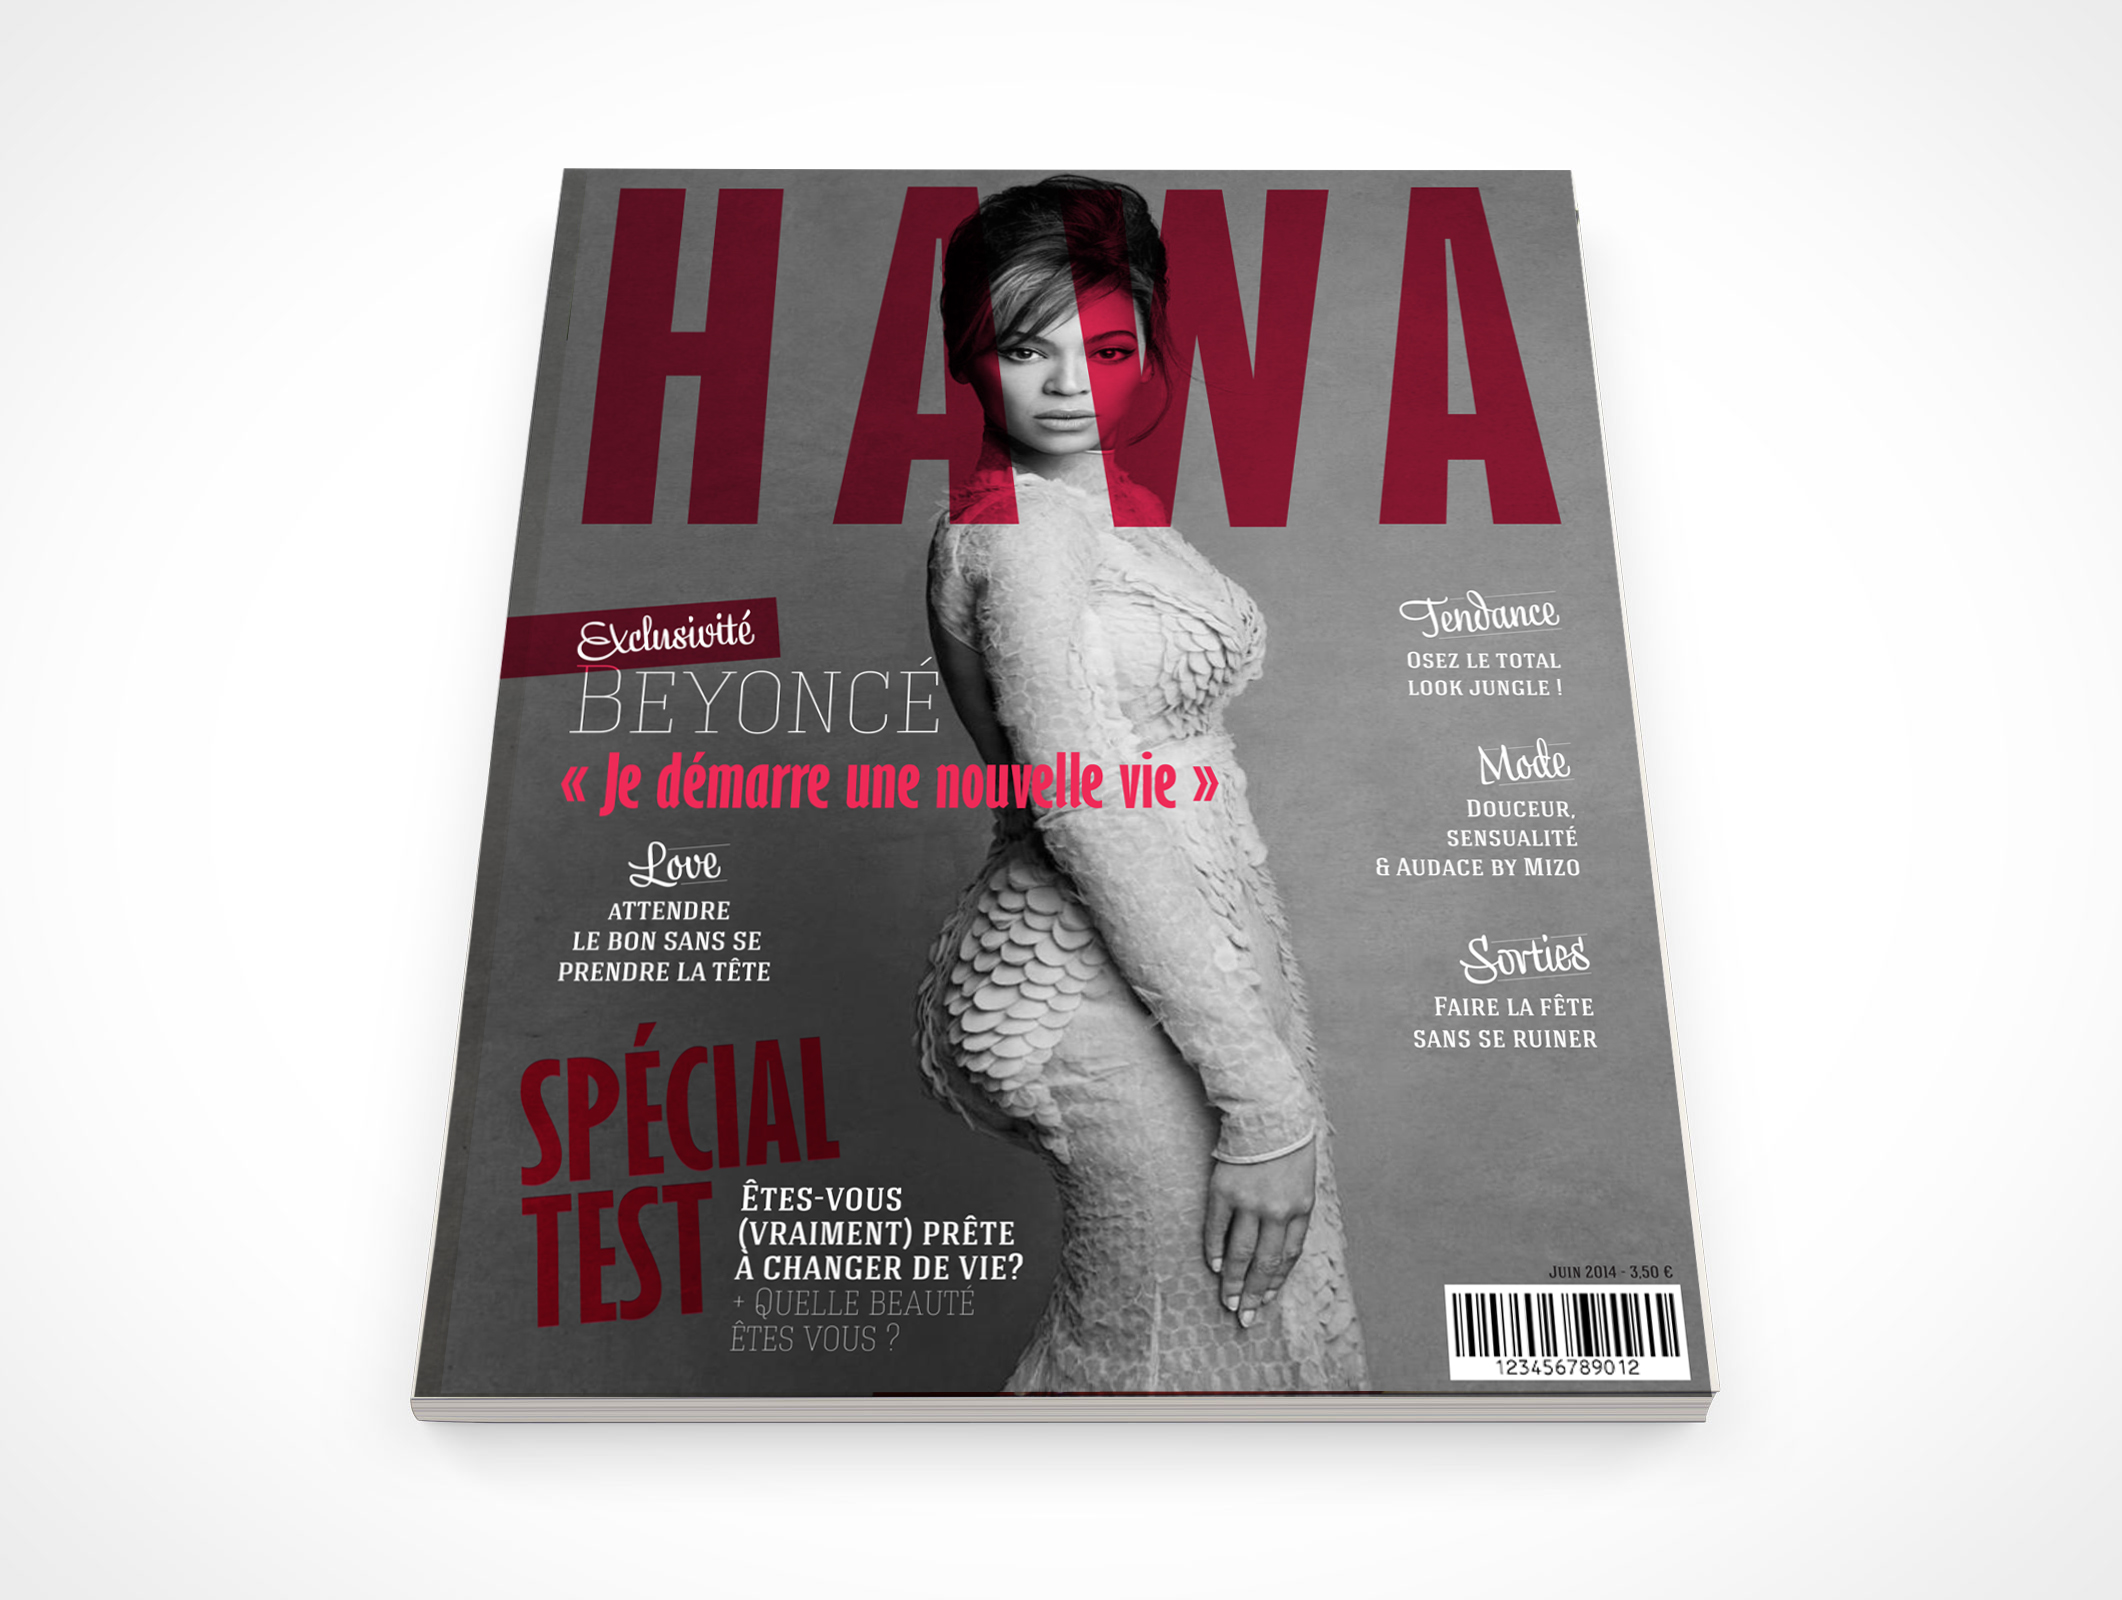 HAWA
Exclusivité
BEYONCÉ
« Je démarre une nouvelle vie »
Love
ATTENDRE
LE BON SANS SE
PRENDRE LA TÊTE
SPÉCIAL
TEST
ÊTES-VOUS
(VRAIMENT) PRÊTE
À CHANGER DE VIE?
+ QUELLE BEAUTÉ
ÊTES VOUS ?
Tendance
OSEZ LE TOTAL
LOOK JUNGLE !
Mode
DOUCEUR,
SENSUALITÉ
& AUDACE BY MIZO
Sorties
FAIRE LA FÊTE
SANS SE RUINER
JUIN 2014 - 3,50 €
123456789012